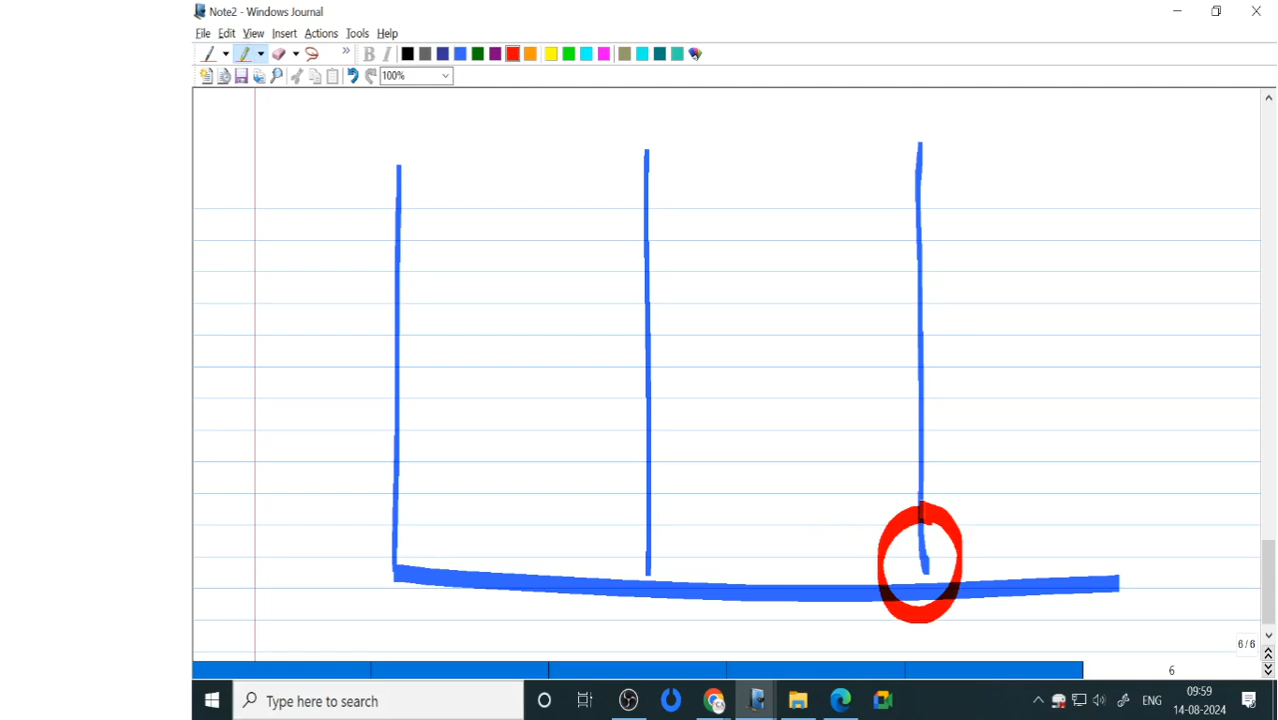 Note2 - Windows Journal
File Edit View Insert Actions Tools Help
» B I
100%
6 / 6
6
Type here to search
ENG
09:59
14-08-2024